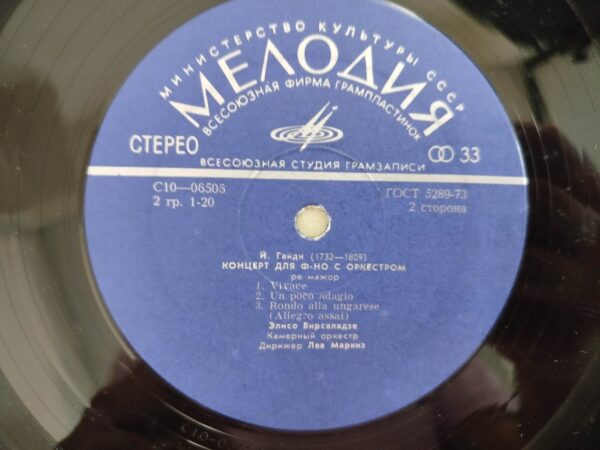 МИНИСТЕРСТВО КУЛЬТУРЫ СССР
МЕЛОДИЯ
ВСЕСОЮЗНАЯ ФИРМА ГРАМПЛАСТИНОК
СТЕРЕО
33
ВСЕСОЮЗНАЯ СТУДИЯ ГРАМЗАПИСИ
С10—06506 ГОСТ 5289-73
2 гр. 1-20 2 сторона
Й. Гайдн (1732—1809)
КОНЦЕРТ ДЛЯ Ф-НО С ОРКЕСТРОМ
ре мажор
1. Vivace
2. Un poco adagio
3. Rondo alla ungarese
(Allegro assai)
Элисо Вирсаладзе
Камерный оркестр
Дирижер Лев Маркиз